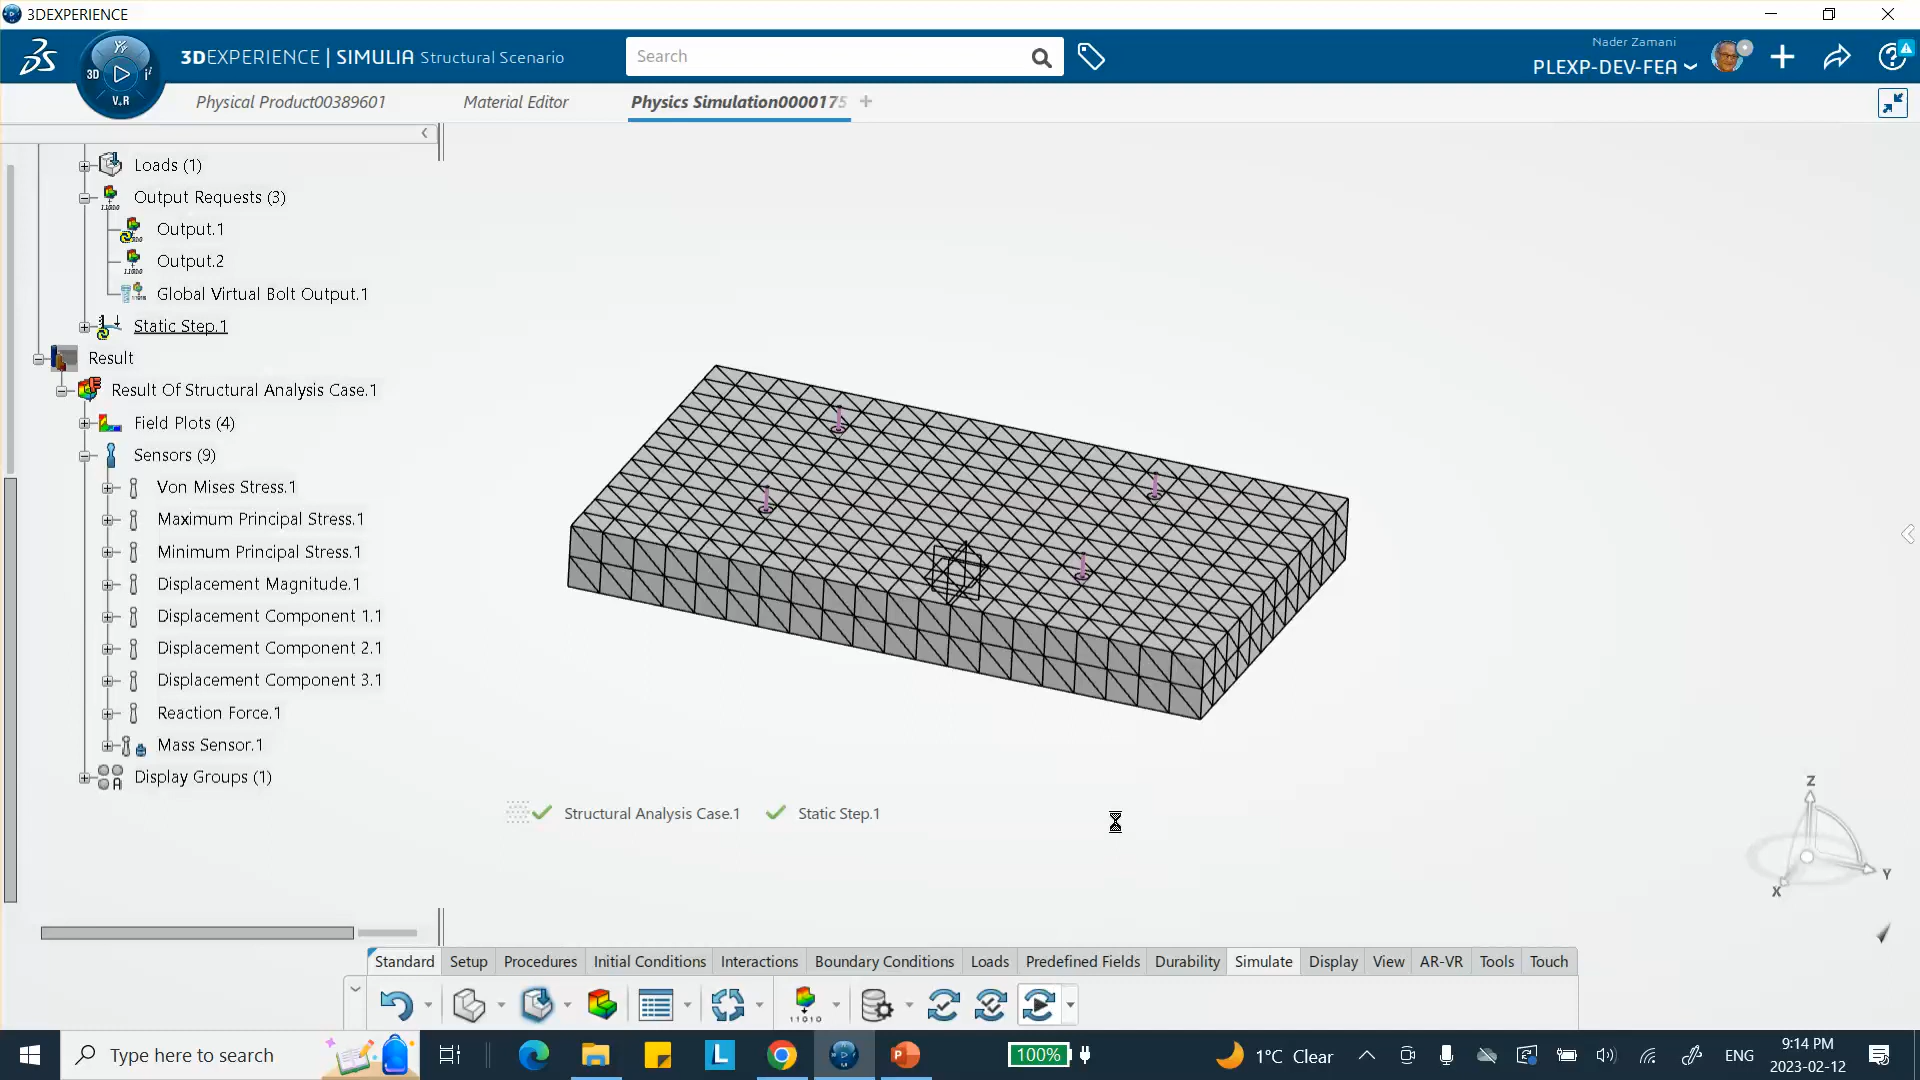 3DEXPERIENCE
3DEXPERIENCE | SIMULIA Structural Scenario
Search
Nader Zamani
PLEXP-DEV-FEA
3D
V.R
Physical Product00389601
Material Editor
Physics Simulation0000175
Loads (1)
Output Requests (3)
Output.1
Output.2
Global Virtual Bolt Output.1
Static Step.1
Result
Result Of Structural Analysis Case.1
Field Plots (4)
Sensors (9)
Von Mises Stress.1
Maximum Principal Stress.1
Minimum Principal Stress.1
Displacement Magnitude.1
Displacement Component 1.1
Displacement Component 2.1
Displacement Component 3.1
Reaction Force.1
Mass Sensor.1
Display Groups (1)
Structural Analysis Case.1
Static Step.1
Z
Y
X
Standard Setup Procedures Initial Conditions Interactions Boundary Conditions Loads Predefined Fields Durability Simulate Display View AR-VR Tools Touch
11010
Type here to search
100%
1°C Clear
ENG
9:14 PM
2023-02-12